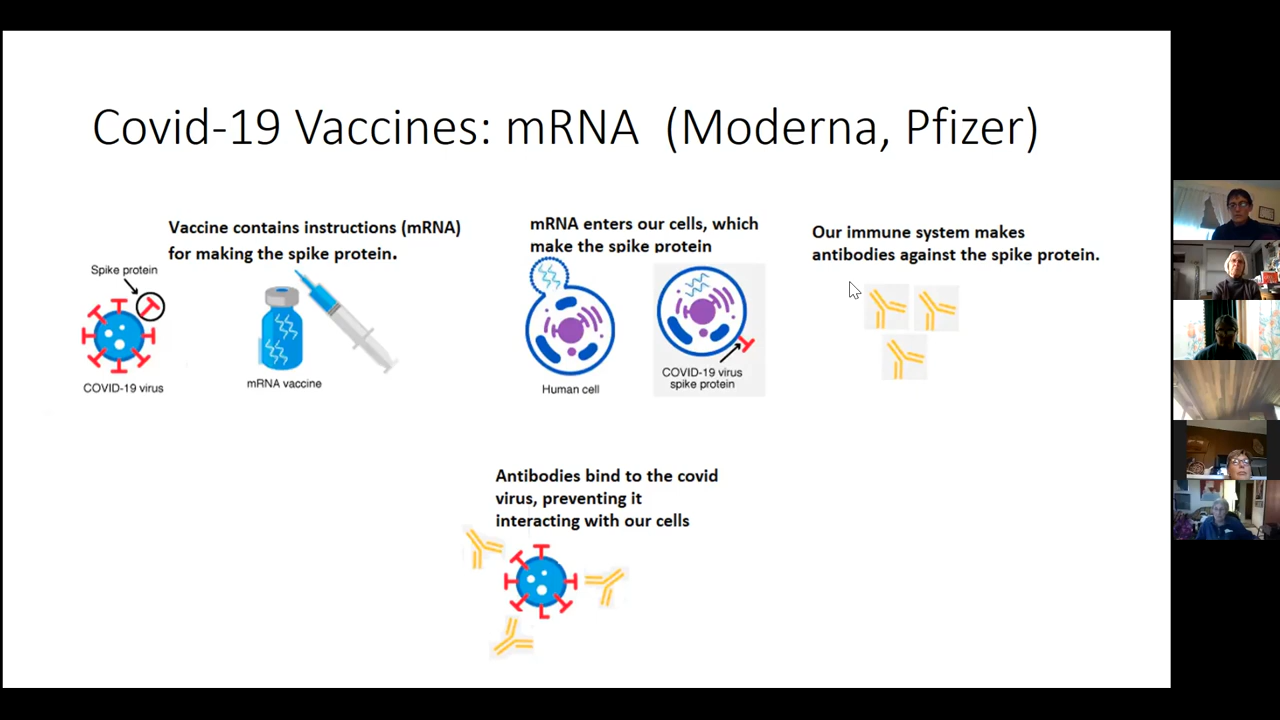 Covid-19 Vaccines: mRNA (Moderna, Pfizer)
Vaccine contains instructions (mRNA)
for making the spike protein.
Spike protein
COVID-19 virus
mRNA vaccine
mRNA enters our cells, which
make the spike protein
Human cell
COVID-19 virus
spike protein
Our immune system makes
antibodies against the spike protein.
Antibodies bind to the covid
virus, preventing it
interacting with our cells